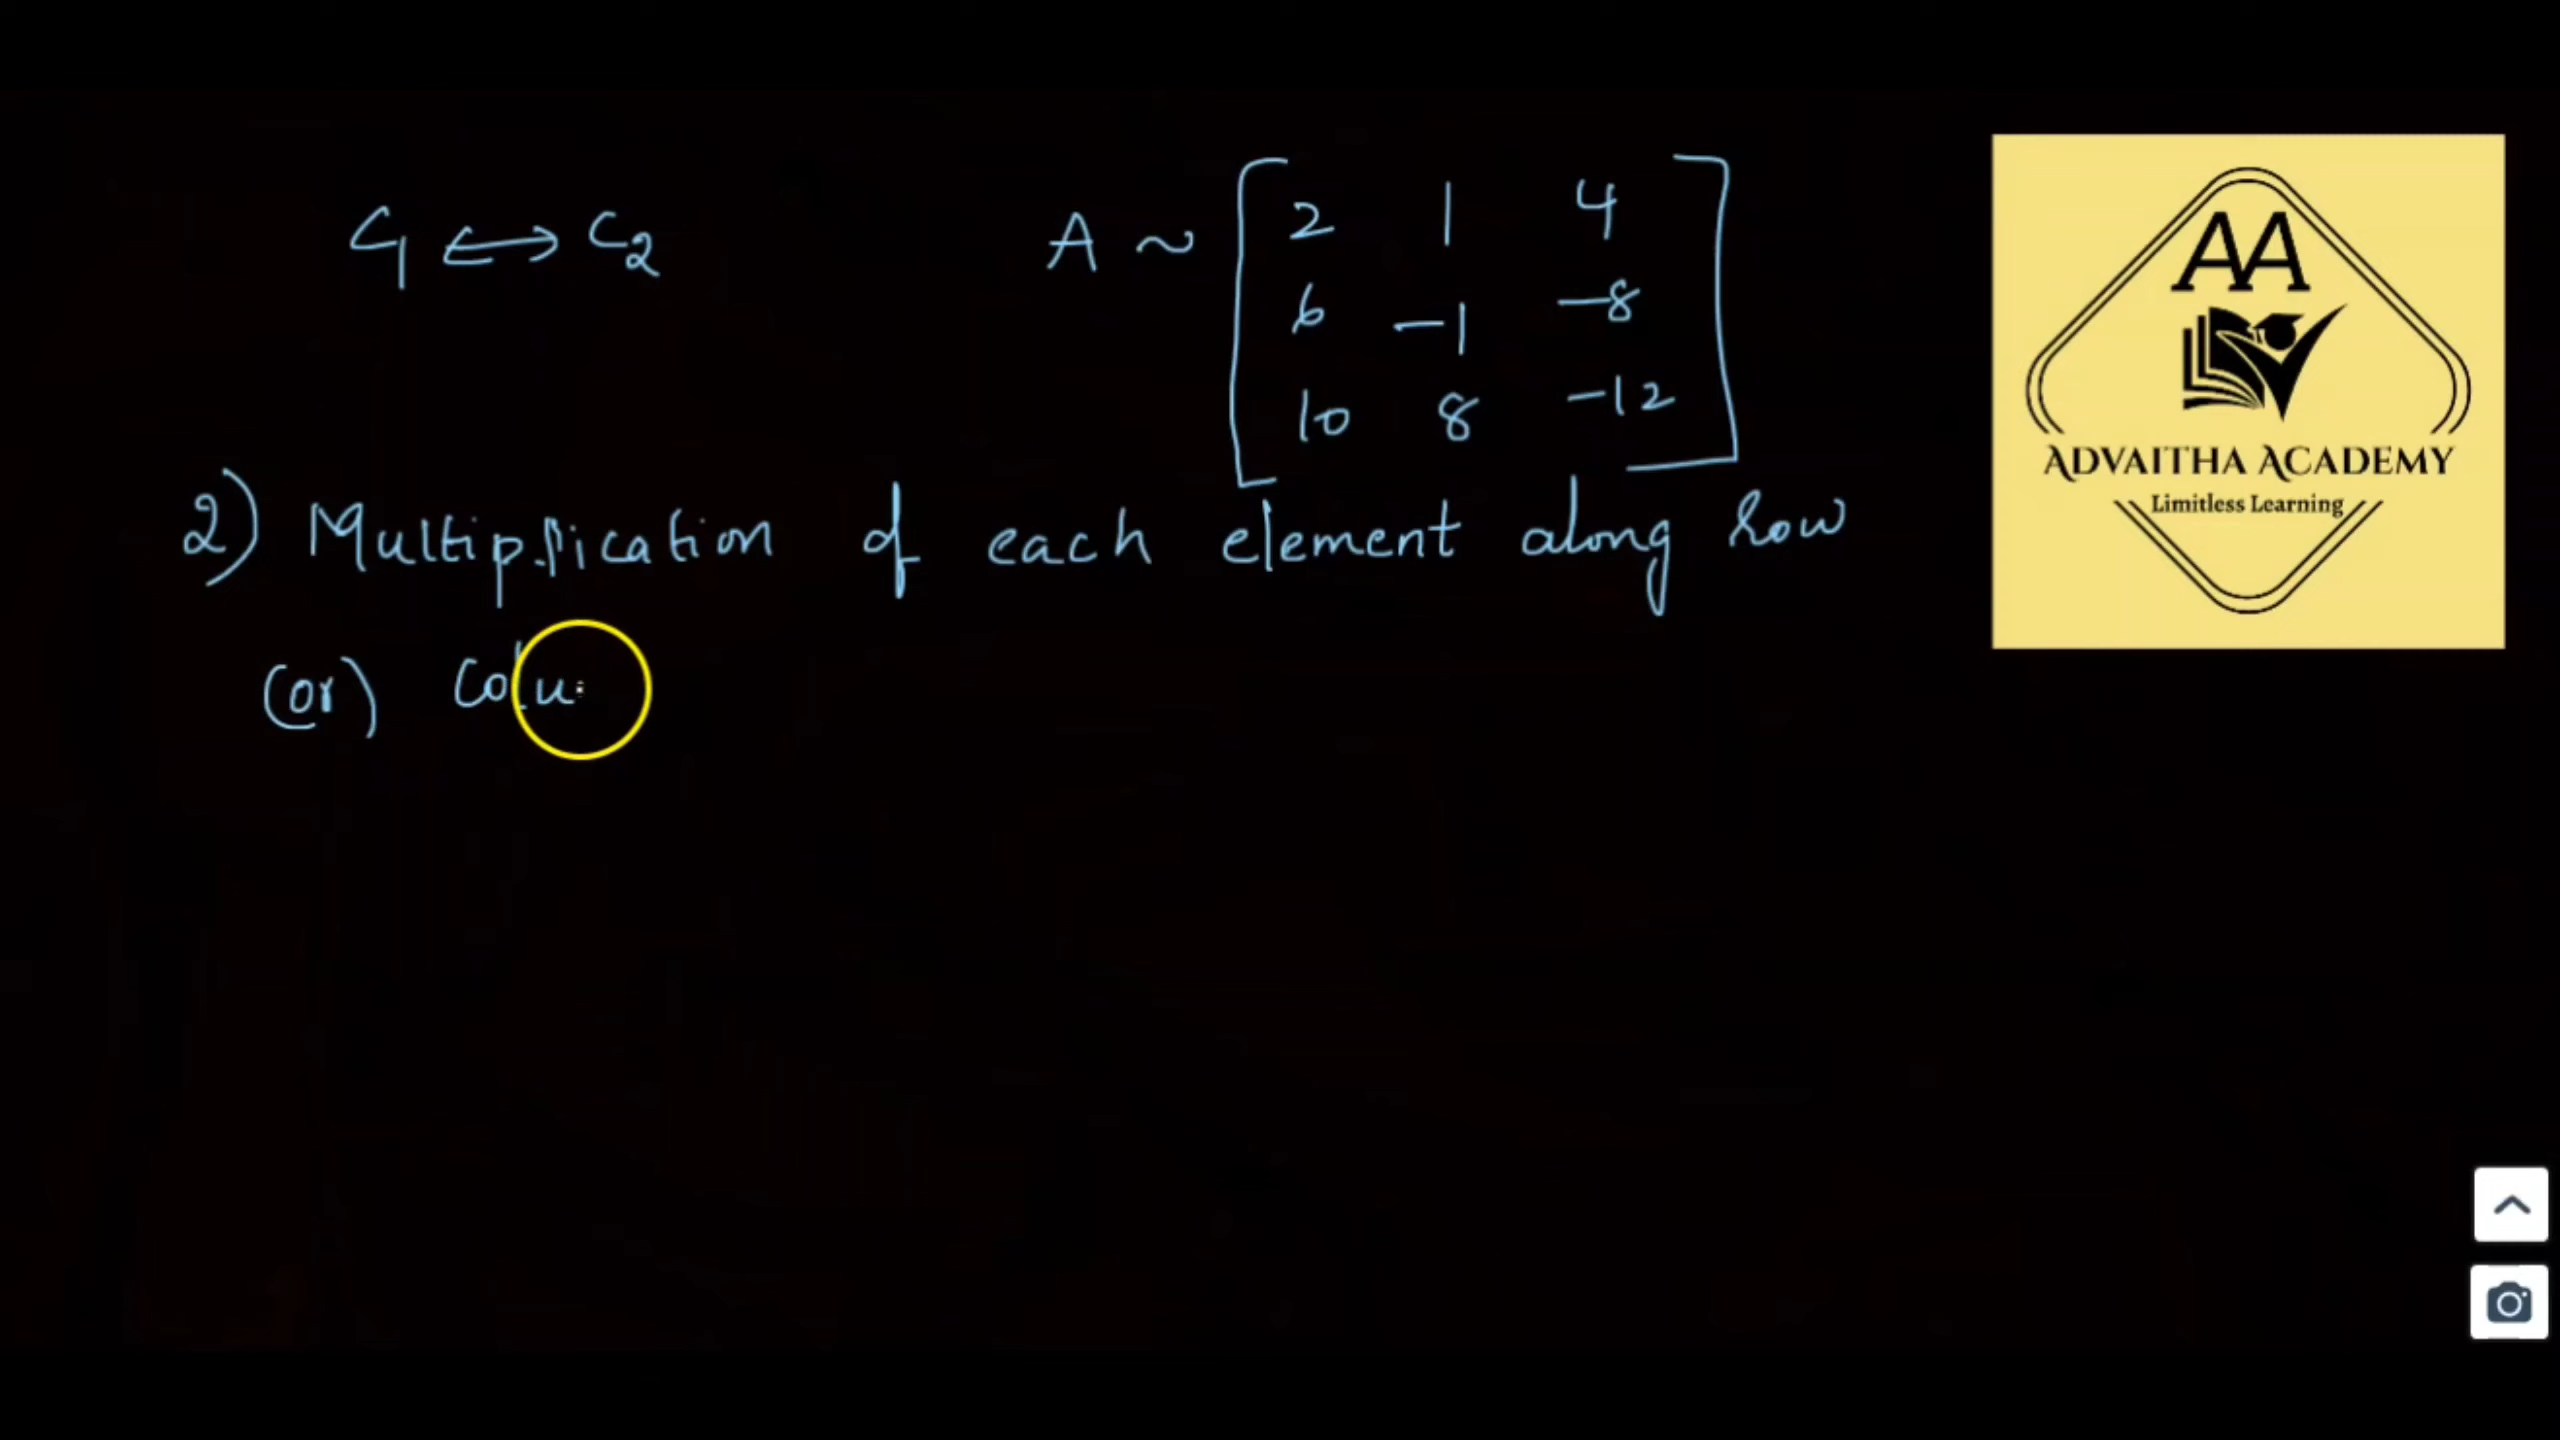 C1 ↔ C2
A ~ [ 2 1 4
6 -1 -8
10 8 -12 ]
2) Multiplication of each element along row
(or) Colu
AA
ADVAITHA ACADEMY
Limitless Learning